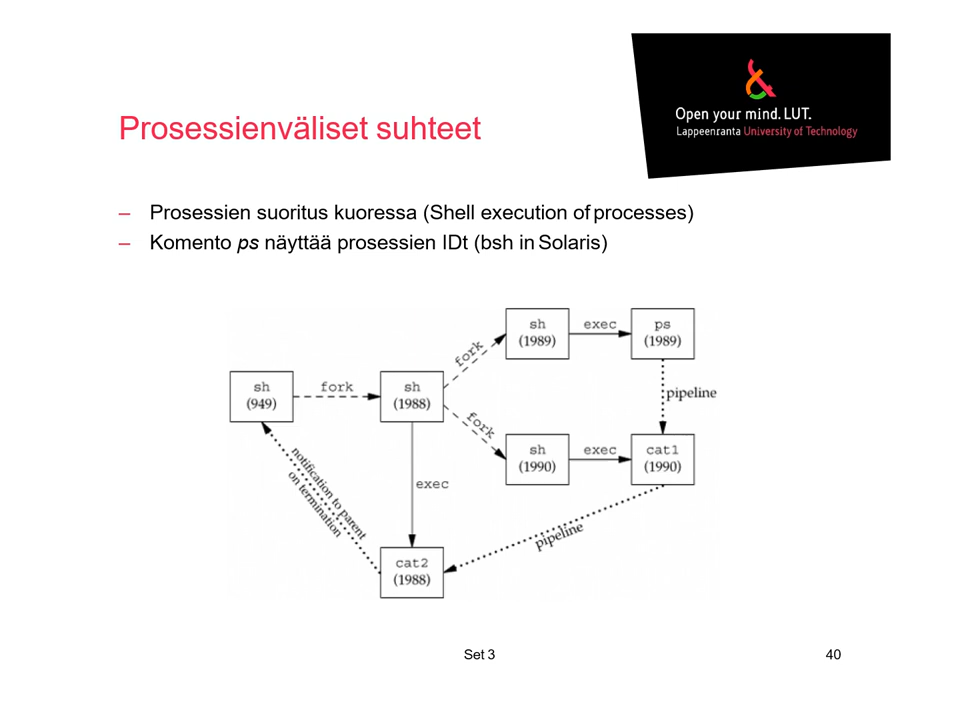 Open your mind. LUT.
Lappeenranta University of Technology
Prosessienväliset suhteet
– Prosessien suoritus kuoressa (Shell execution of processes)
– Komento ps näyttää prosessien IDt (bsh in Solaris)
sh
(949)
fork
sh
(1988)
fork
sh
(1989)
exec
ps
(1989)
pipeline
fork
sh
(1990)
exec
cat1
(1990)
pipeline
exec
cat2
(1988)
notification to parent
on termination
Set 3
40